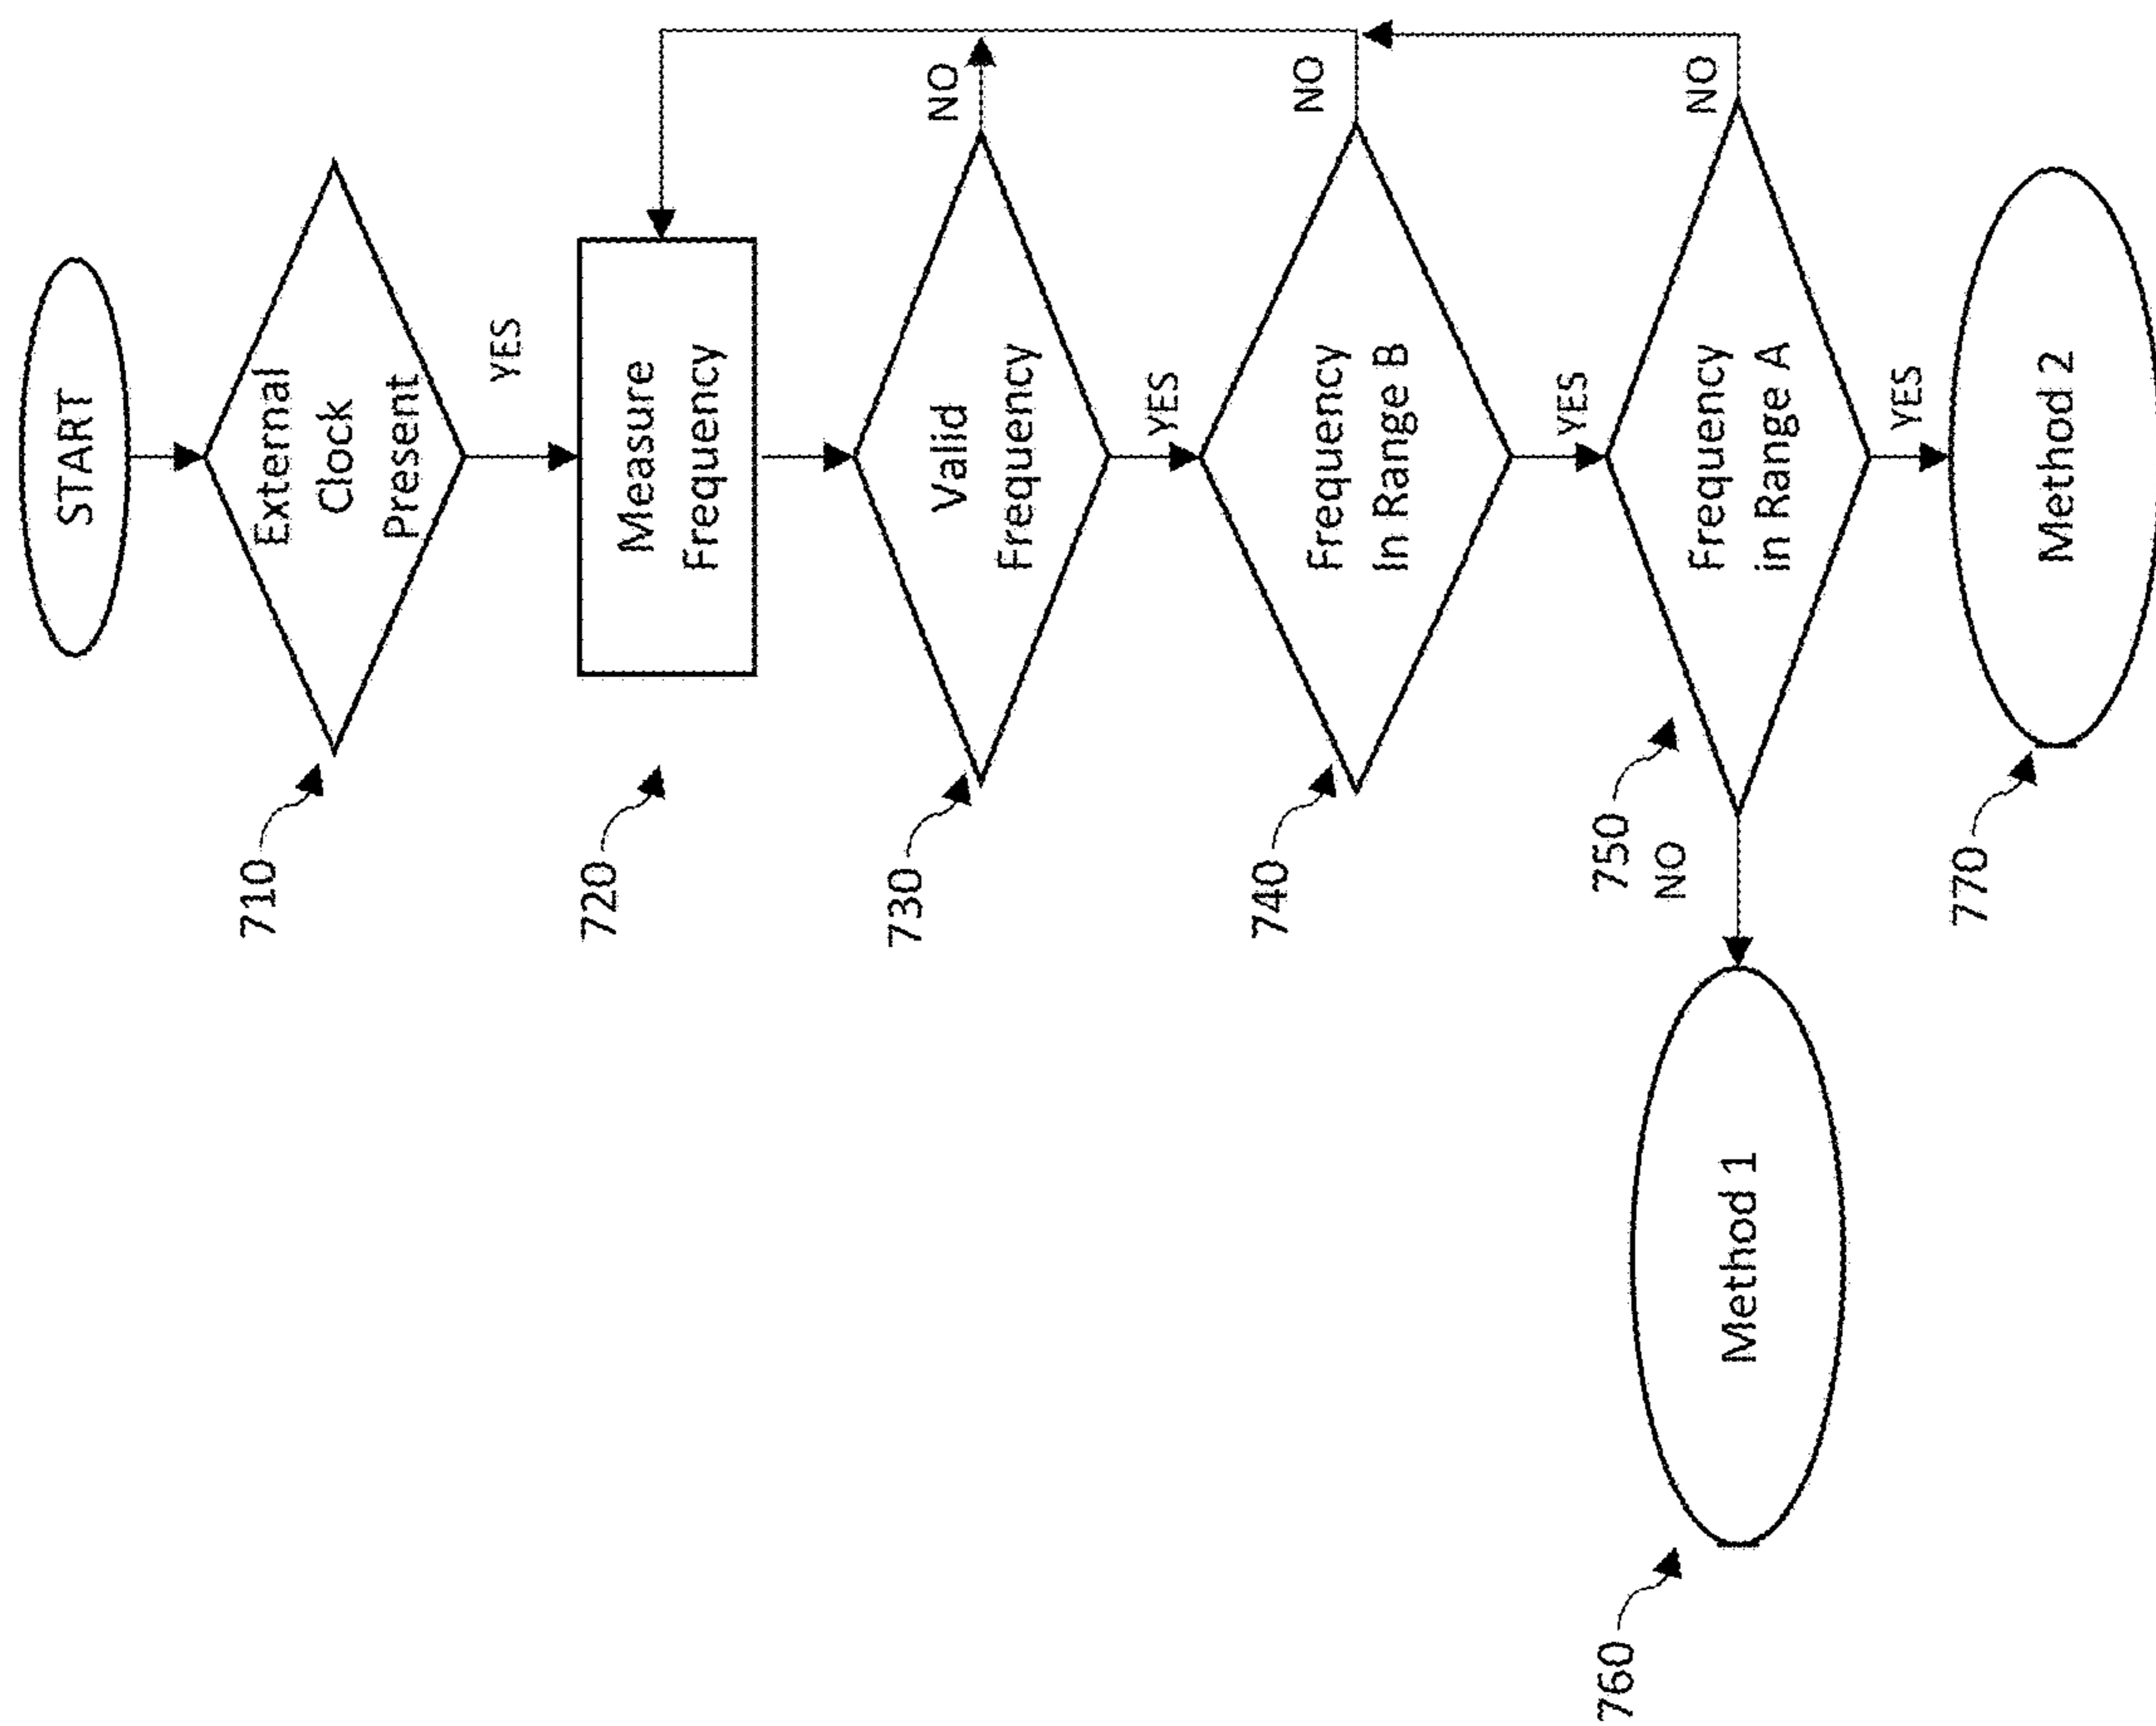 START
710
External
Clock
Present
YES
720
Measure
Frequency
730
Valid
Frequency
NO
YES
740
Frequency
In Range B
NO
YES
750
NO
Frequency
in Range A
NO
YES
760
Method 1
770
Method 2